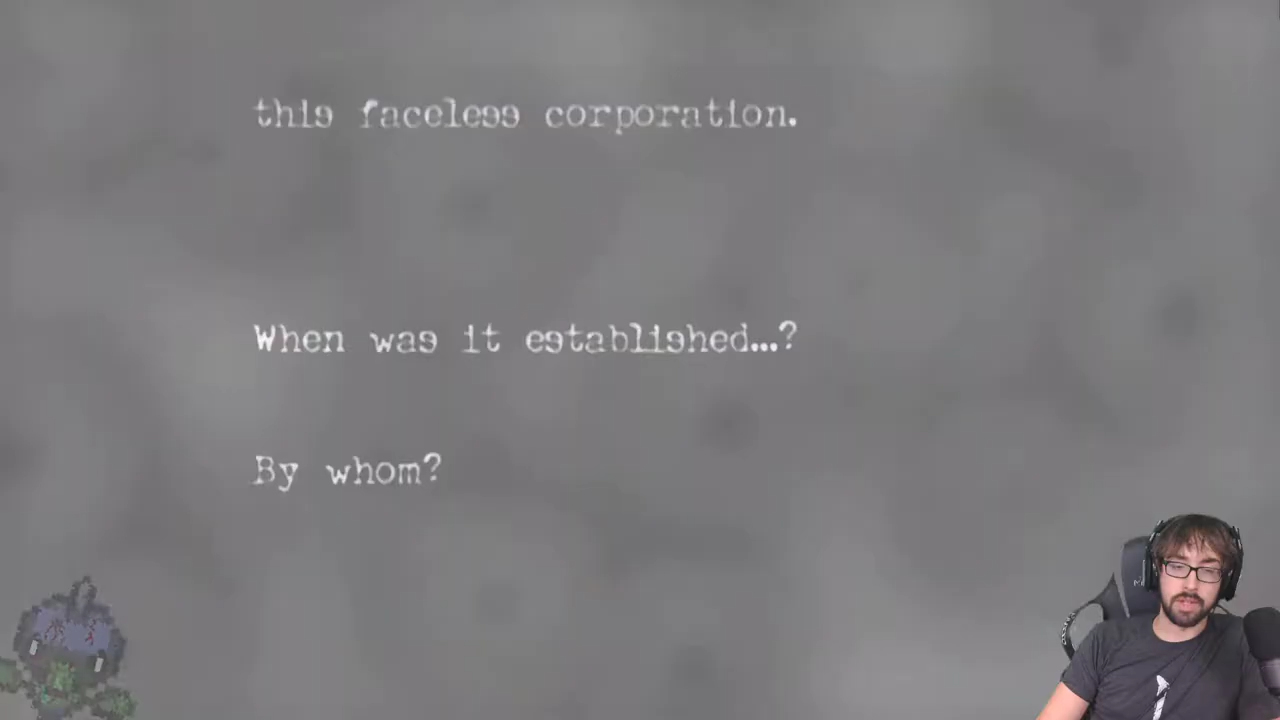 this faceless corporation.
When was it established...?
By whom?